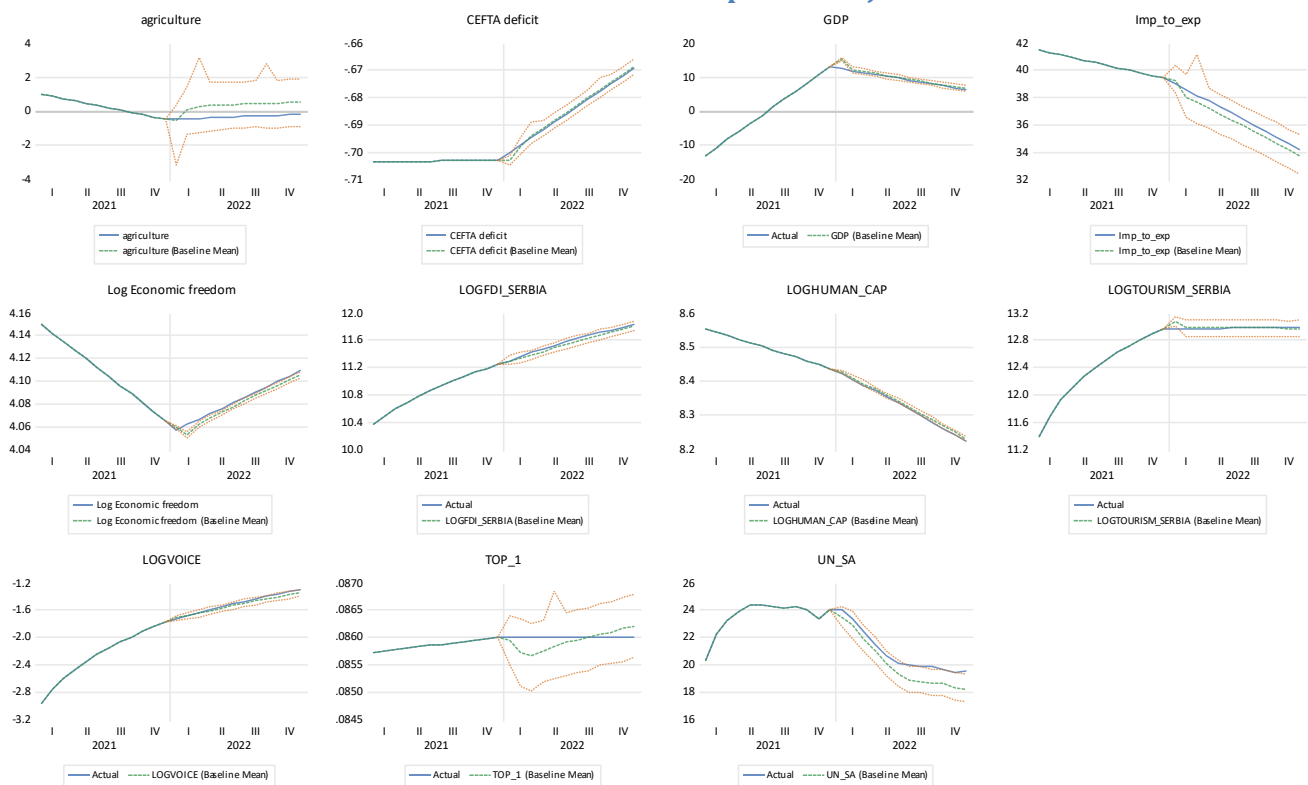 agriculture
4
2
0
-2
-4
I II III IV I II III IV
2021 2022
agriculture
agriculture (Baseline Mean)
CEFTA deficit
-.66
-.67
-.68
-.69
-.70
-.71
I II III IV I II III IV
2021 2022
CEFTA deficit
CEFTA deficit (Baseline Mean)
GDP
20
10
0
-10
-20
I II III IV I II III IV
2021 2022
Actual GDP (Baseline Mean)
Imp_to_exp
42
40
38
36
34
32
I II III IV I II III IV
2021 2022
Imp_to_exp
Imp_to_exp (Baseline Mean)
Log Economic freedom
4.16
4.14
4.12
4.10
4.08
4.06
4.04
I II III IV I II III IV
2021 2022
Log Economic freedom
Log Economic freedom (Baseline Mean)
LOGFDI_SERBIA
12.0
11.6
11.2
10.8
10.4
10.0
I II III IV I II III IV
2021 2022
Actual
LOGFDI_SERBIA (Baseline Mean)
LOGHUMAN_CAP
8.6
8.5
8.4
8.3
8.2
I II III IV I II III IV
2021 2022
Actual
LOGHUMAN_CAP (Baseline Mean)
LOGTOURISM_SERBIA
13.2
12.8
12.4
12.0
11.6
11.2
I II III IV I II III IV
2021 2022
Actual
LOGTOURISM_SERBIA (Baseline Mean)
LOGVOICE
-1.2
-1.6
-2.0
-2.4
-2.8
-3.2
I II III IV I II III IV
2021 2022
Actual LOGVOICE (Baseline Mean)
TOP_1
.0870
.0865
.0860
.0855
.0850
.0845
I II III IV I II III IV
2021 2022
Actual TOP_1 (Baseline Mean)
UN_SA
26
24
22
20
18
16
I II III IV I II III IV
2021 2022
Actual UN_SA (Baseline Mean)